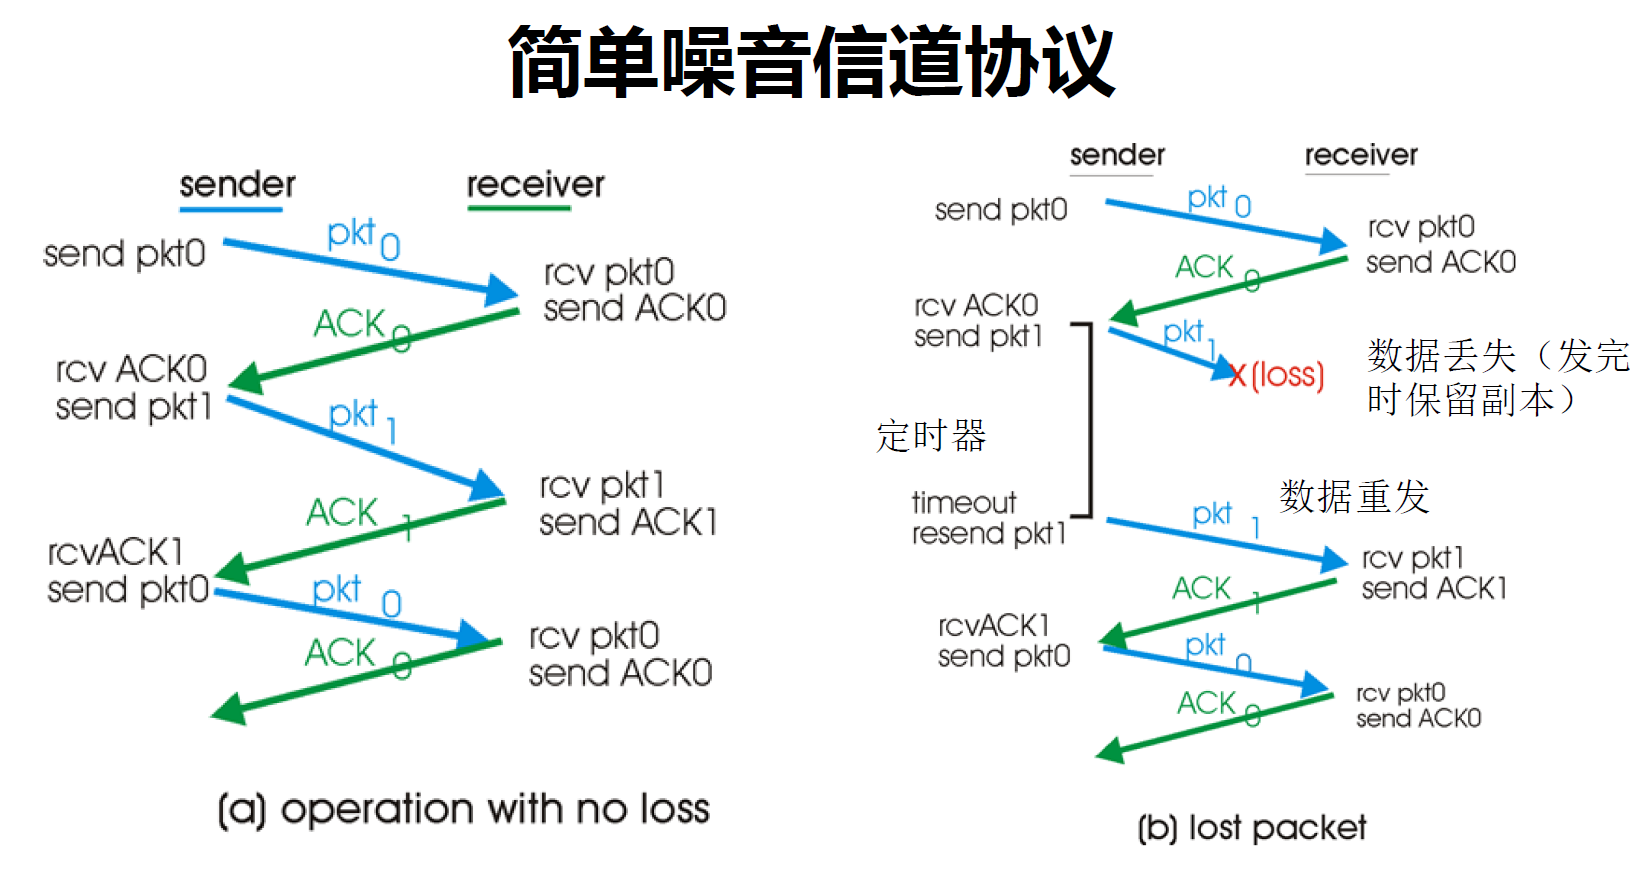 简单噪音信道协议
sender
receiver
send pkt0
pkt 0
rcv pkt0
send ACK0
ACK 0
rcv ACK0
send pkt1
pkt 1
rcv pkt1
send ACK1
ACK 1
rcvACK1
send pkt0
pkt 0
rcv pkt0
send ACK0
ACK 0
(a) operation with no loss
sender
receiver
send pkt0
pkt 0
rcv pkt0
send ACK0
ACK 0
rcv ACK0
send pkt1
pkt 1
X (loss)
数据丢失（发完
时保留副本）
定时器
timeout
resend pkt1
数据重发
pkt 1
rcv pkt1
send ACK1
ACK 1
rcvACK1
send pkt0
pkt 0
rcv pkt0
send ACK0
ACK 0
(b) lost packet